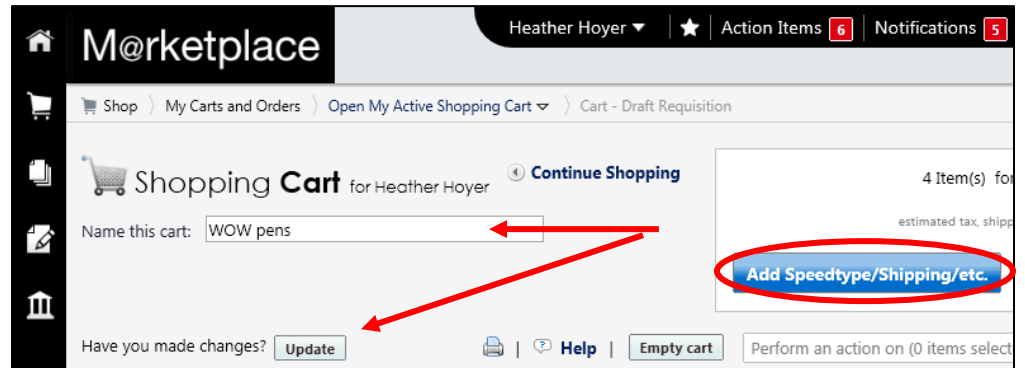 M@rketplace
Heather Hoyer
Action Items 6
Notifications 5
Shop
My Carts and Orders
Open My Active Shopping Cart
Cart - Draft Requisition
Shopping Cart for Heather Hoyer
Continue Shopping
4 Item(s) for
Name this cart: WOW pens
estimated tax, shipp
Add Speedtype/Shipping/etc.
Have you made changes? Update
| Help | Empty cart
Perform an action on (0 items select